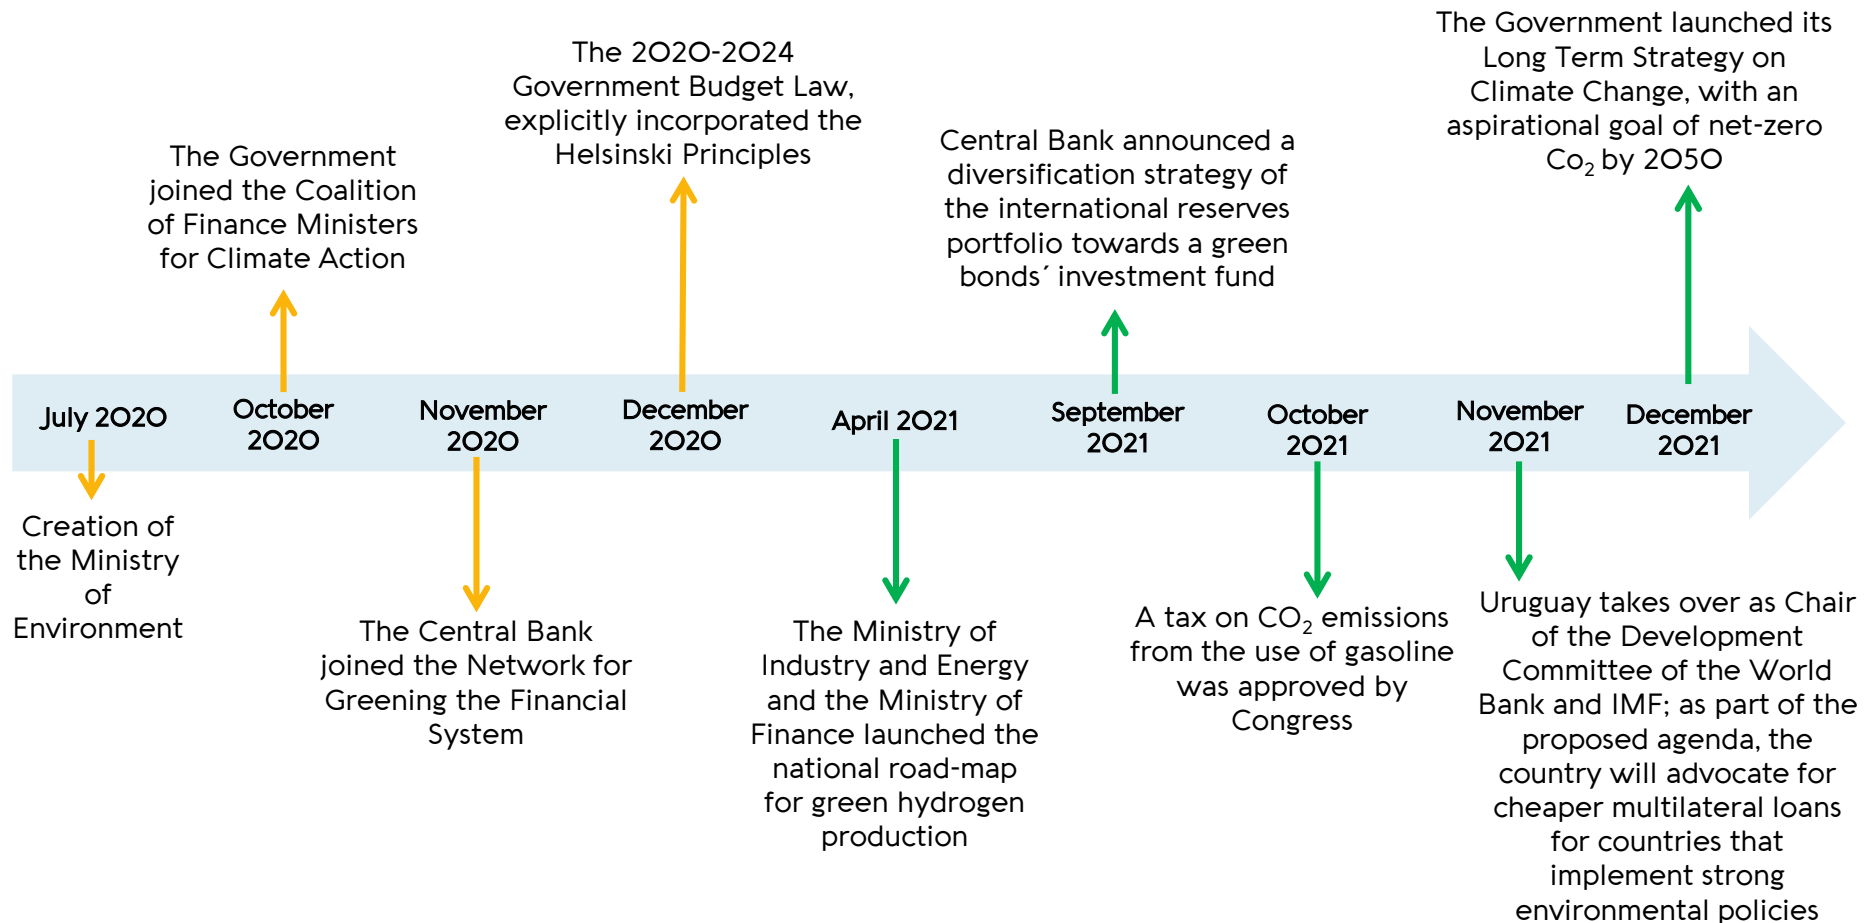 The Government launched its
Long Term Strategy on
Climate Change, with an
aspirational goal of net-zero
Co₂ by 2050
The 2020-2024
Government Budget Law,
explicitly incorporated the
Helsinki Principles
Central Bank announced a
diversification strategy of
the international reserves
portfolio towards a green
bonds´ investment fund
The Government
joined the Coalition
of Finance Ministers
for Climate Action
July 2020
October
2020
November
2020
December
2020
April 2021
September
2021
October
2021
November
2021
December
2021
Creation of
the Ministry
of
Environment
The Central Bank
joined the Network for
Greening the Financial
System
The Ministry of
Industry and Energy
and the Ministry of
Finance launched the
national road-map
for green hydrogen
production
A tax on CO₂ emissions
from the use of gasoline
was approved by
Congress
Uruguay takes over as Chair
of the Development
Committee of the World
Bank and IMF; as part of the
proposed agenda, the
country will advocate for
cheaper multilateral loans
for countries that
implement strong
environmental policies